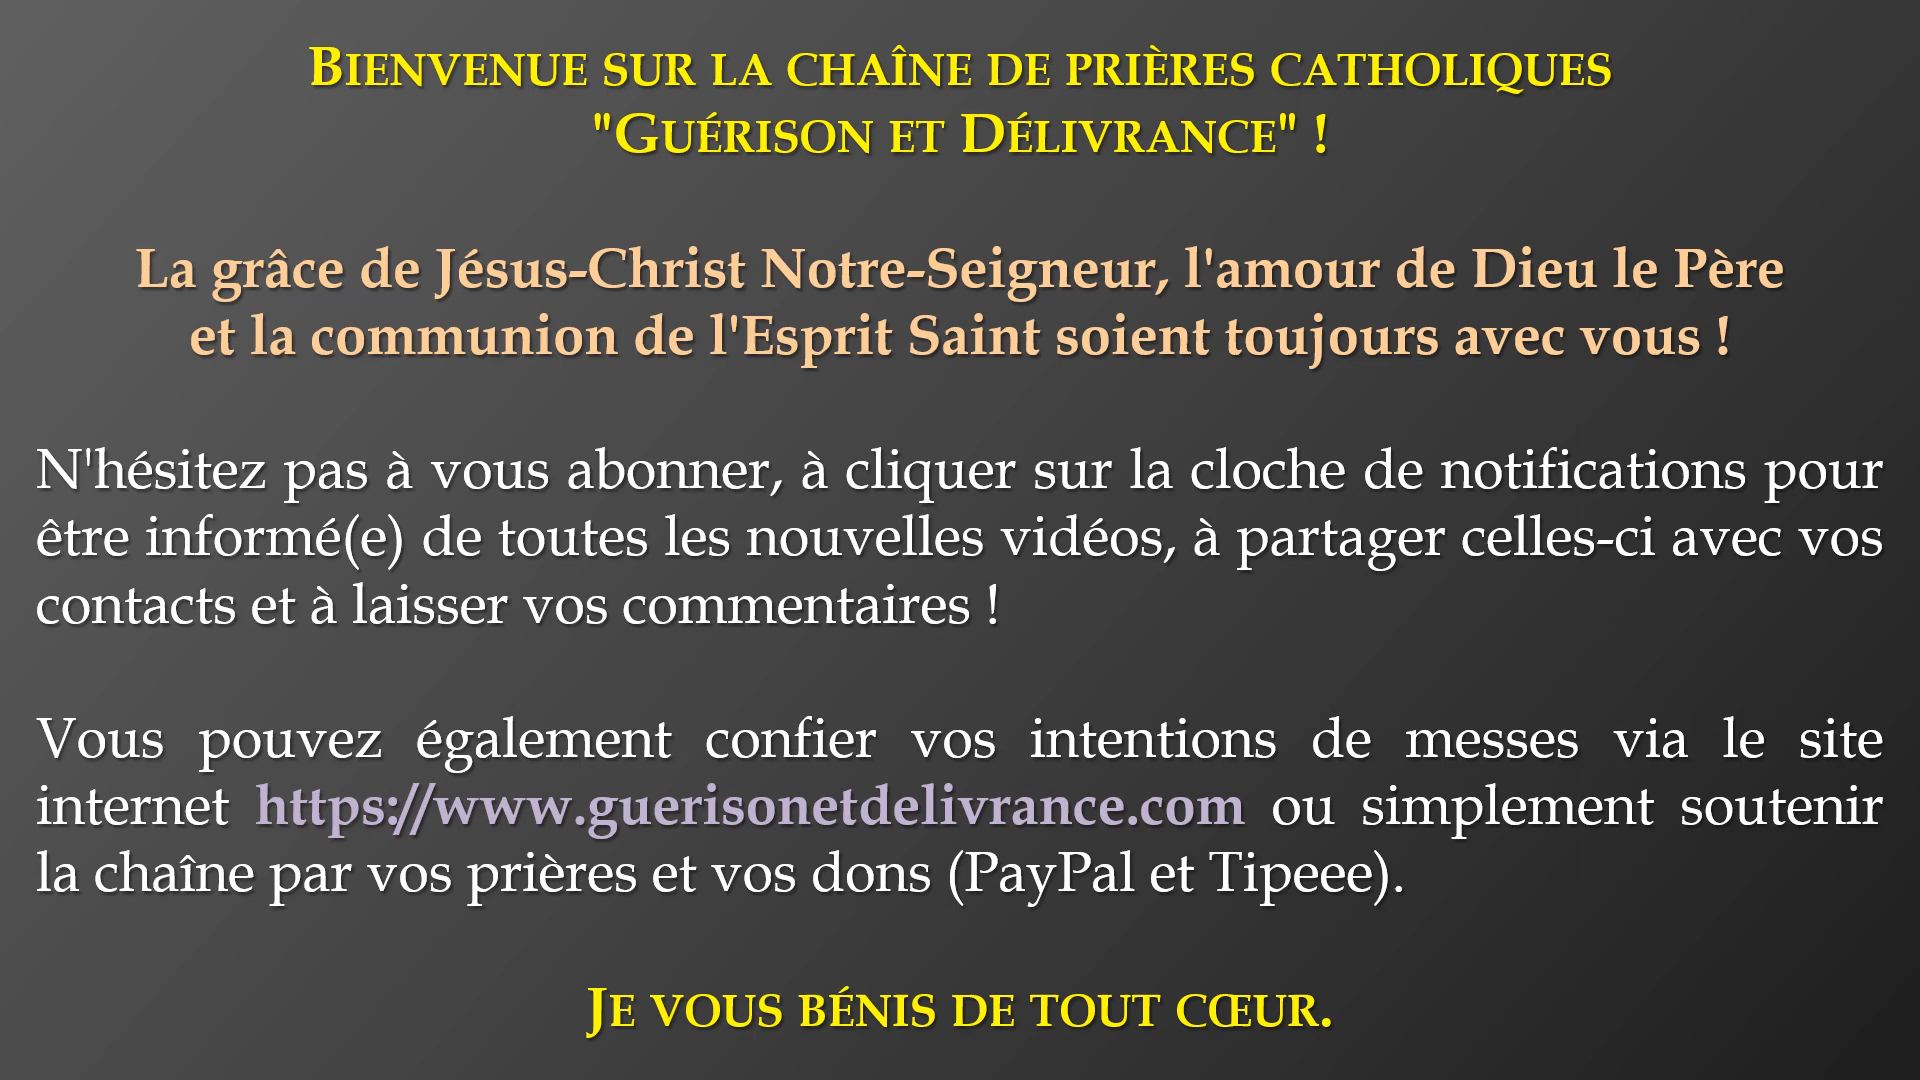 BIENVENUE SUR LA CHAÎNE DE PRIÈRES CATHOLIQUES
"GUÉRISON ET DÉLIVRANCE" !
La grâce de Jésus-Christ Notre-Seigneur, l'amour de Dieu le Père
et la communion de l'Esprit Saint soient toujours avec vous !
N'hésitez pas à vous abonner, à cliquer sur la cloche de notifications pour
être informé(e) de toutes les nouvelles vidéos, à partager celles-ci avec vos
contacts et à laisser vos commentaires !
Vous pouvez également confier vos intentions de messes via le site
internet https://www.guerisonetdelivrance.com ou simplement soutenir
la chaîne par vos prières et vos dons (PayPal et Tipeee).
JE VOUS BÉNIS DE TOUT CŒUR.